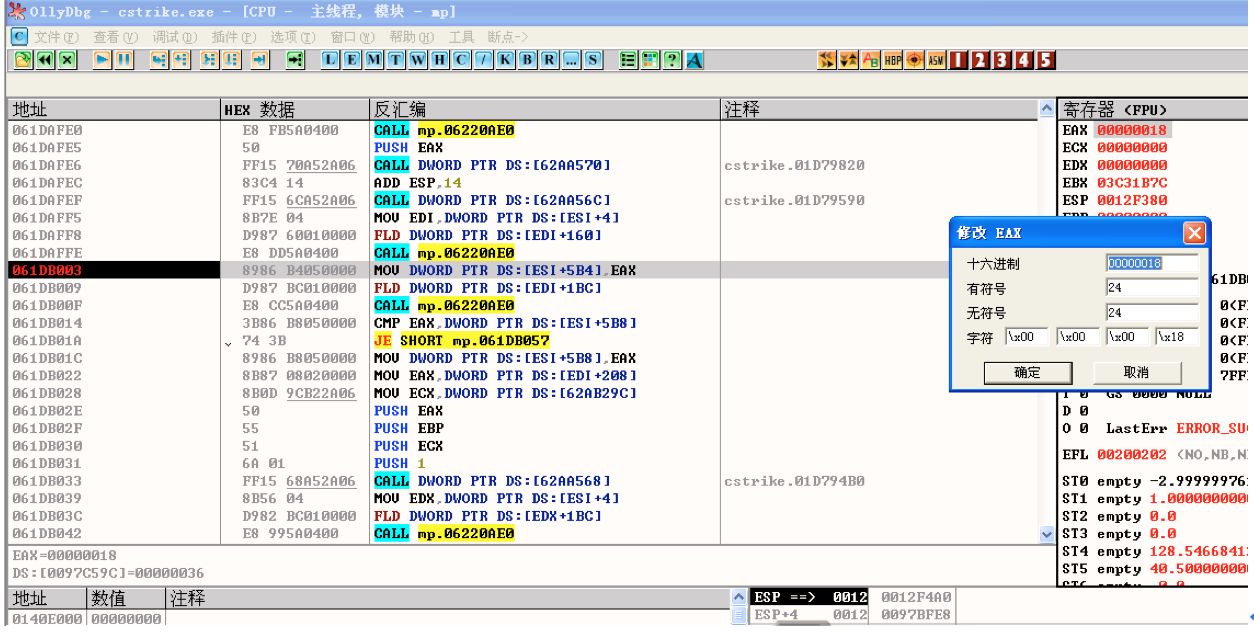 OllyDbg - cstrike.exe - [CPU - 主线程, 模块 - mp]
C 文件(F) 查看(V) 调试(D) 插件(P) 选项(T) 窗口(W) 帮助(H) 工具 断点->
L E M T W H C / K B R ... S ? A AB HBP ASM 1 2 3 4 5
地址 HEX 数据 反汇编 注释 寄存器 (FPU)
061DAFE0 E8 FB5A0400 CALL mp.06220AE0
061DAFE5 50 PUSH EAX
061DAFE6 FF15 70A52A06 CALL DWORD PTR DS:[62AA570] cstrike.01D79820
061DAFEC 83C4 14 ADD ESP,14
061DAFEF FF15 6CA52A06 CALL DWORD PTR DS:[62AA56C] cstrike.01D79590
061DAFF5 8B7E 04 MOV EDI,DWORD PTR DS:[ESI+4]
061DAFF8 D987 60010000 FLD DWORD PTR DS:[EDI+160]
061DAFFE E8 DD5A0400 CALL mp.06220AE0
061DB003 8986 B4050000 MOV DWORD PTR DS:[ESI+5B4],EAX
061DB009 D987 BC010000 FLD DWORD PTR DS:[EDI+1BC]
061DB00F E8 CC5A0400 CALL mp.06220AE0
061DB014 3B86 B8050000 CMP EAX,DWORD PTR DS:[ESI+5B8]
061DB01A 74 3B JE SHORT mp.061DB057
061DB01C 8986 B8050000 MOV DWORD PTR DS:[ESI+5B8],EAX
061DB022 8B87 08020000 MOV EAX,DWORD PTR DS:[EDI+208]
061DB028 8B0D 9CB22A06 MOV ECX,DWORD PTR DS:[62AB29C]
061DB02E 50 PUSH EAX
061DB02F 55 PUSH EBP
061DB030 51 PUSH ECX
061DB031 6A 01 PUSH 1
061DB033 FF15 68A52A06 CALL DWORD PTR DS:[62AA568] cstrike.01D794B0
061DB039 8B56 04 MOV EDX,DWORD PTR DS:[ESI+4]
061DB03C D982 BC010000 FLD DWORD PTR DS:[EDX+1BC]
061DB042 E8 995A0400 CALL mp.06220AE0
EAX 00000018
ECX 00000000
EDX 00000000
EBX 03C31B7C
ESP 0012F380
修改 EAX
十六进制 00000018
有符号 24
无符号 24
字符 \x00 \x00 \x00 \x18
确定 取消
61DB0
0<F
0<F
0<F
0<F
7FF
D 0
O 0 LastErr ERROR_SU
EFL 00200202 (NO,NB,N
ST0 empty -2.99999976
ST1 empty 1.000000000
ST2 empty 0.0
ST3 empty 0.0
ST4 empty 128.5466841
ST5 empty 40.50000000
EAX=00000018
DS:[0097C59C]=00000036
地址 数值 注释
0140E000 00000000
ESP ==> 0012 0012F4A0
ESP+4 0012 0097BFE8